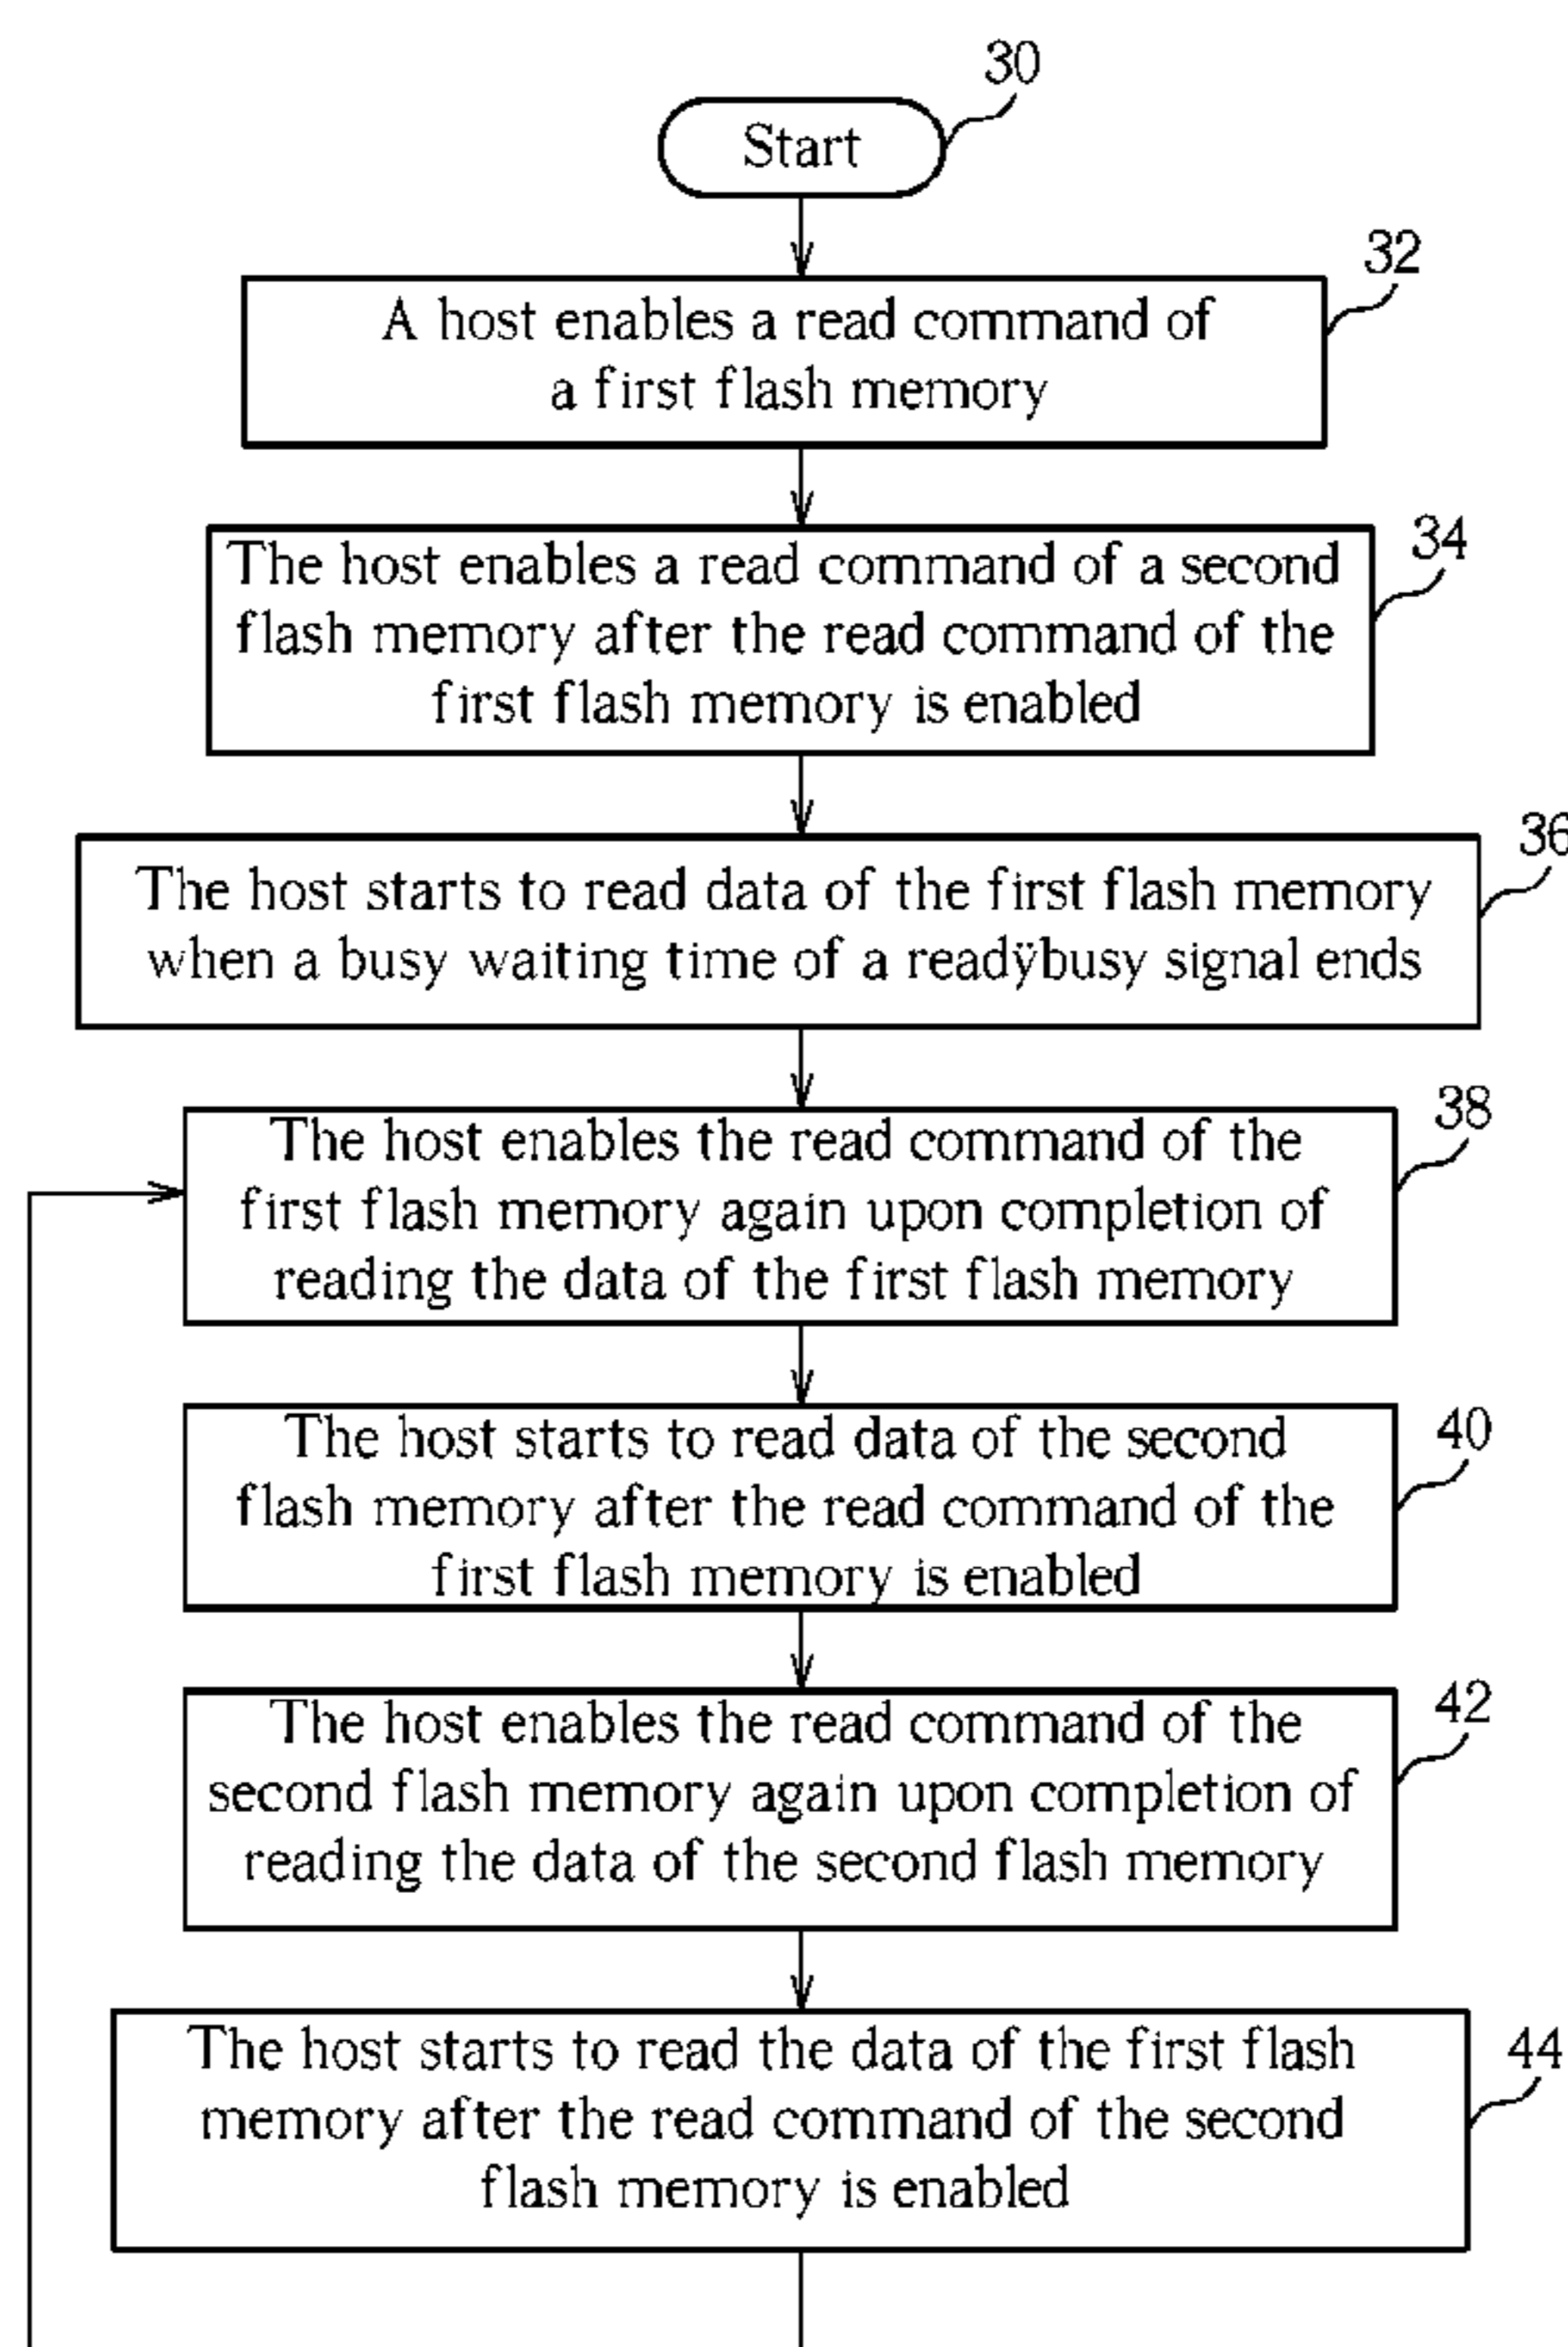 30
Start
32
A host enables a read command of
a first flash memory
34
The host enables a read command of a second
flash memory after the read command of the
first flash memory is enabled
36
The host starts to read data of the first flash memory
when a busy waiting time of a readÿbusy signal ends
38
The host enables the read command of the
first flash memory again upon completion of
reading the data of the first flash memory
40
The host starts to read data of the second
flash memory after the read command of the
first flash memory is enabled
42
The host enables the read command of the
second flash memory again upon completion of
reading the data of the second flash memory
44
The host starts to read the data of the first flash
memory after the read command of the second
flash memory is enabled